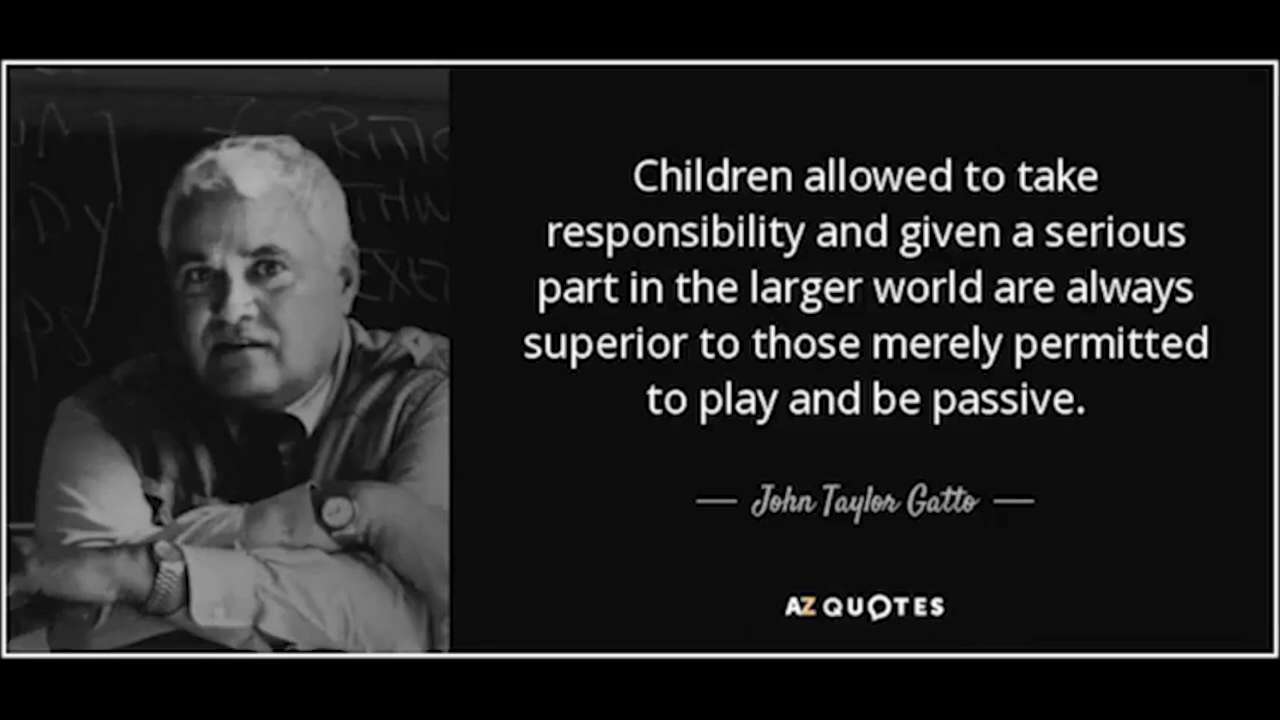 Children allowed to take
responsibility and given a serious
part in the larger world are always
superior to those merely permitted
to play and be passive.
— John Taylor Gatto —
AZ QUOTES